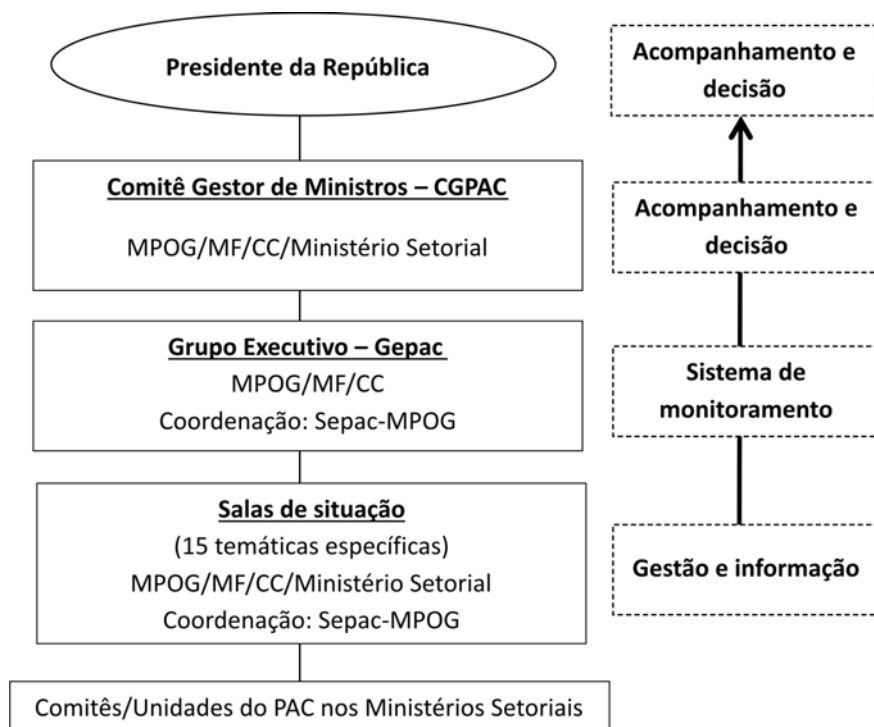 Presidente da República
Comitê Gestor de Ministros – CGPAC
MPOG/MF/CC/Ministério Setorial
Grupo Executivo – Gepac
MPOG/MF/CC
Coordenação: Sepac-MPOG
Salas de situação
(15 temáticas específicas)
MPOG/MF/CC/Ministério Setorial
Coordenação: Sepac-MPOG
Comitês/Unidades do PAC nos Ministérios Setoriais
Acompanhamento e
decisão
Acompanhamento e
decisão
Sistema de
monitoramento
Gestão e informação